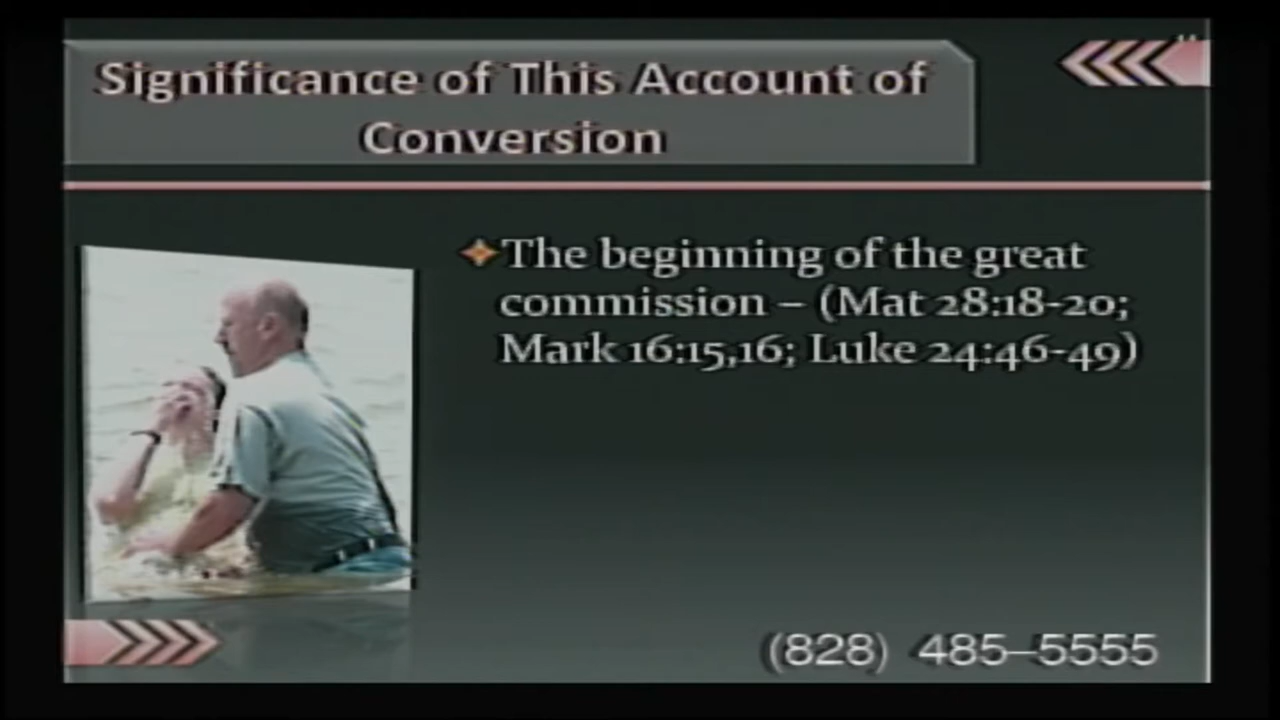 Significance of This Account of
Conversion
The beginning of the great
commission – (Mat 28:18-20;
Mark 16:15,16; Luke 24:46-49)
(828) 485–5555